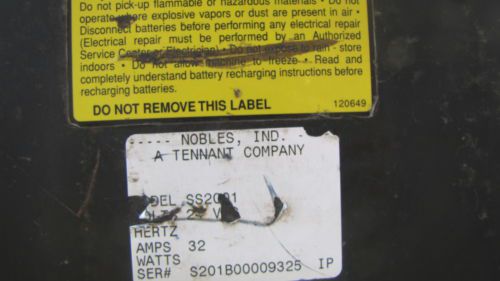 Do not pick-up flammable or hazardous materials • Do not
operate where explosive vapors or dust are present in air •
Disconnect batteries before performing any electrical repair
(Electrical repair must be performed by an Authorized
Service Center or Electrician) • Do not expose to rain - store
indoors • Do not allow machine to freeze • Read and
completely understand battery recharging instructions before
recharging batteries.
DO NOT REMOVE THIS LABEL 120649
----- NOBLES, IND. -
A TENNANT COMPANY
SS2001
HERTZ
AMPS 32
WATTS
SER# S201B00009325 IP